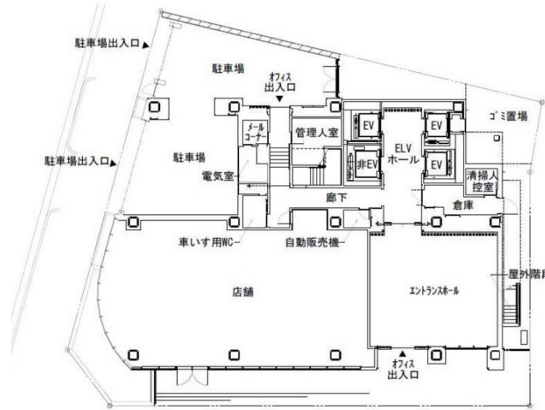 駐車場出入口
駐車場
オフィス
出入口
メール
コーナー
管理人室
EV
ELV
ホール
EV
ゴミ置場
駐車場出入口
駐車場
電気室
非EV
EV
清掃人
控室
廊下
倉庫
車いす用WC
自動販売機
店舗
エントランスホール
屋外階段
オフィス
出入口